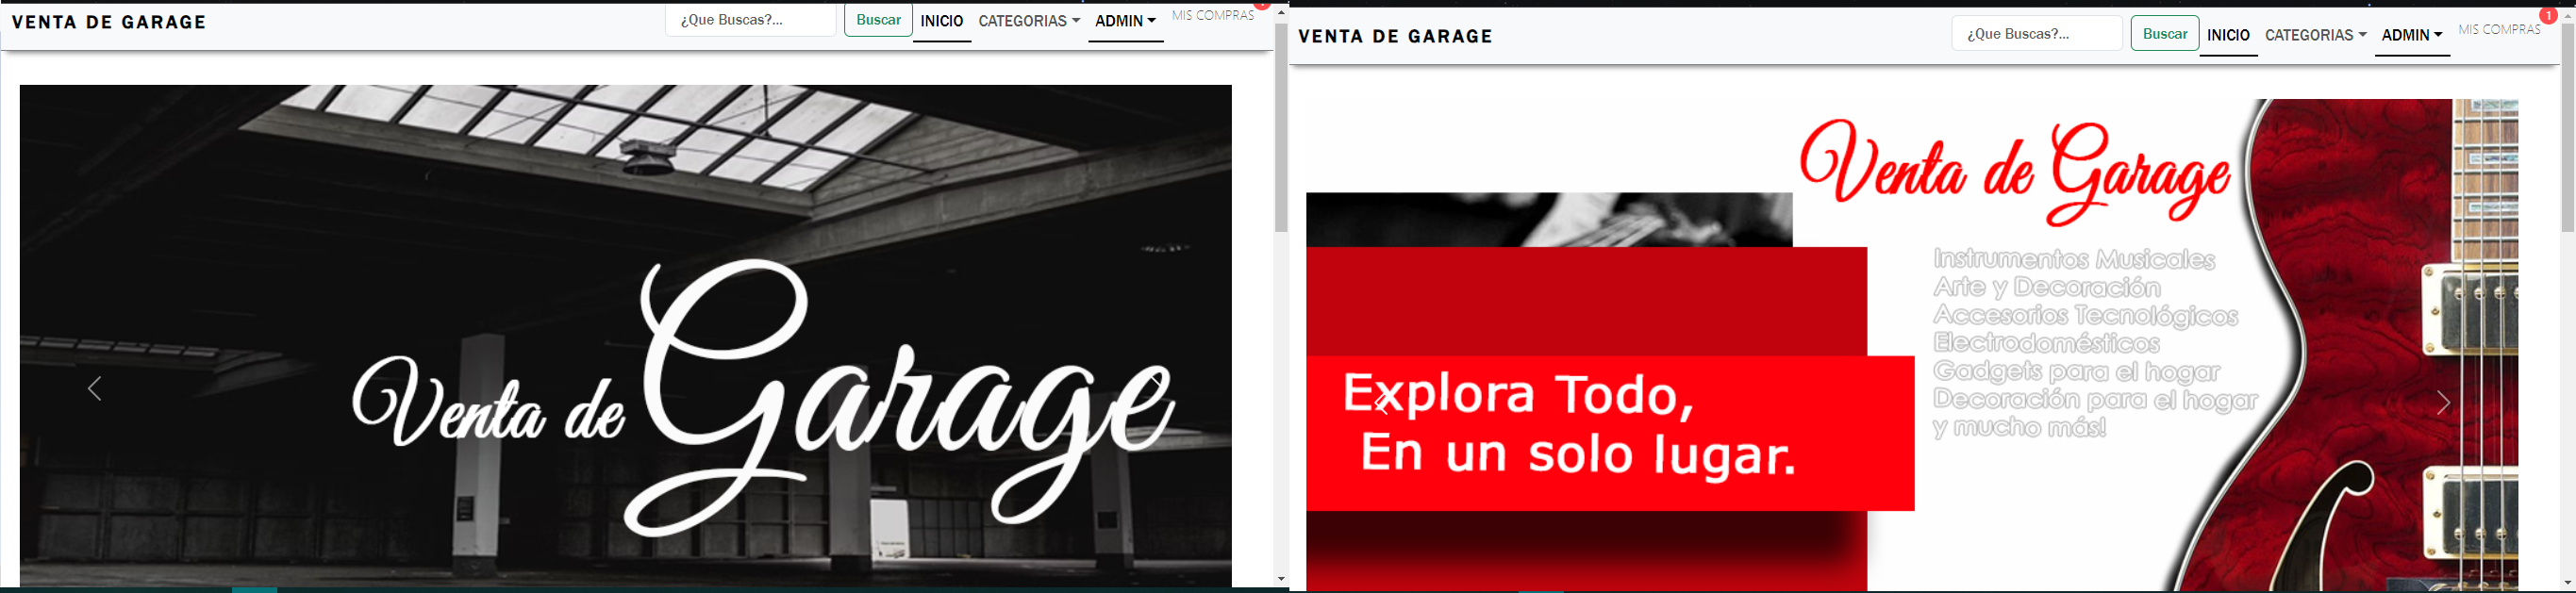 VENTA DE GARAGE
¿Que Buscas?...
Buscar
INICIO
CATEGORIAS
ADMIN
MIS COMPRAS
Venta de Garage
VENTA DE GARAGE
¿Que Buscas?...
Buscar
INICIO
CATEGORIAS
ADMIN
MIS COMPRAS
1
Venta de Garage
Instrumentos Musicales
Arte y Decoración
Accesorios Tecnológicos
Electrodomésticos
Gadgets para el hogar
Decoración para el hogar
y mucho más!
Explora Todo,
En un solo lugar.